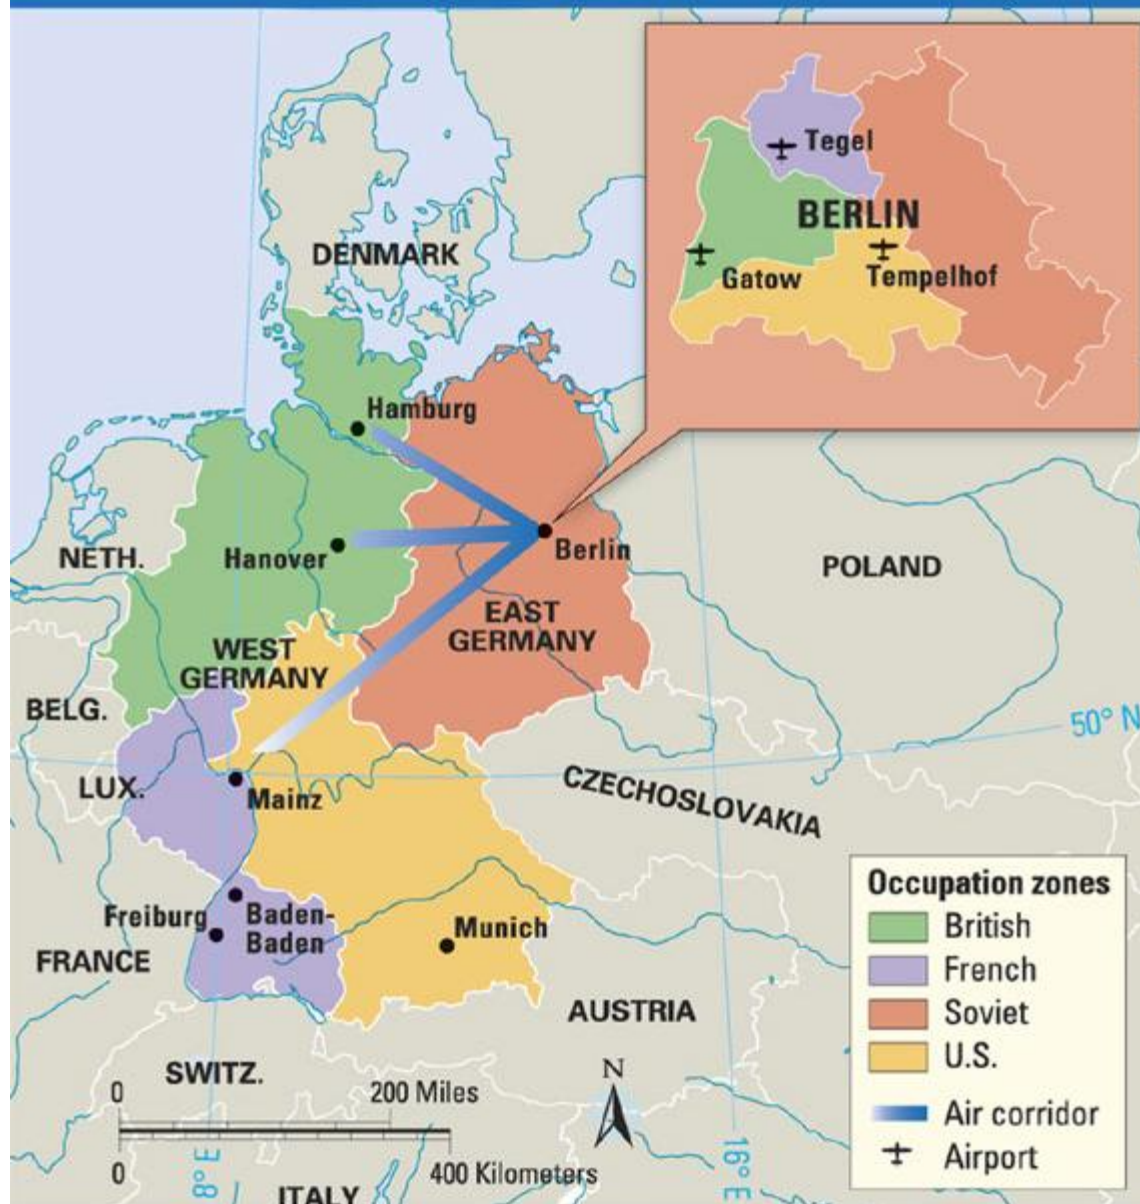 DENMARK
Hamburg
NETH.
Hanover
Berlin
POLAND
EAST
GERMANY
WEST
GERMANY
BELG.
50° N
LUX.
Mainz
CZECHOSLOVAKIA
Freiburg
Baden-
Baden
Munich
FRANCE
AUSTRIA
SWITZ.
ITALY
8° E
16° E
Tegel
BERLIN
Gatow
Tempelhof
Occupation zones
British
French
Soviet
U.S.
Air corridor
Airport
N
0
200 Miles
0
400 Kilometers